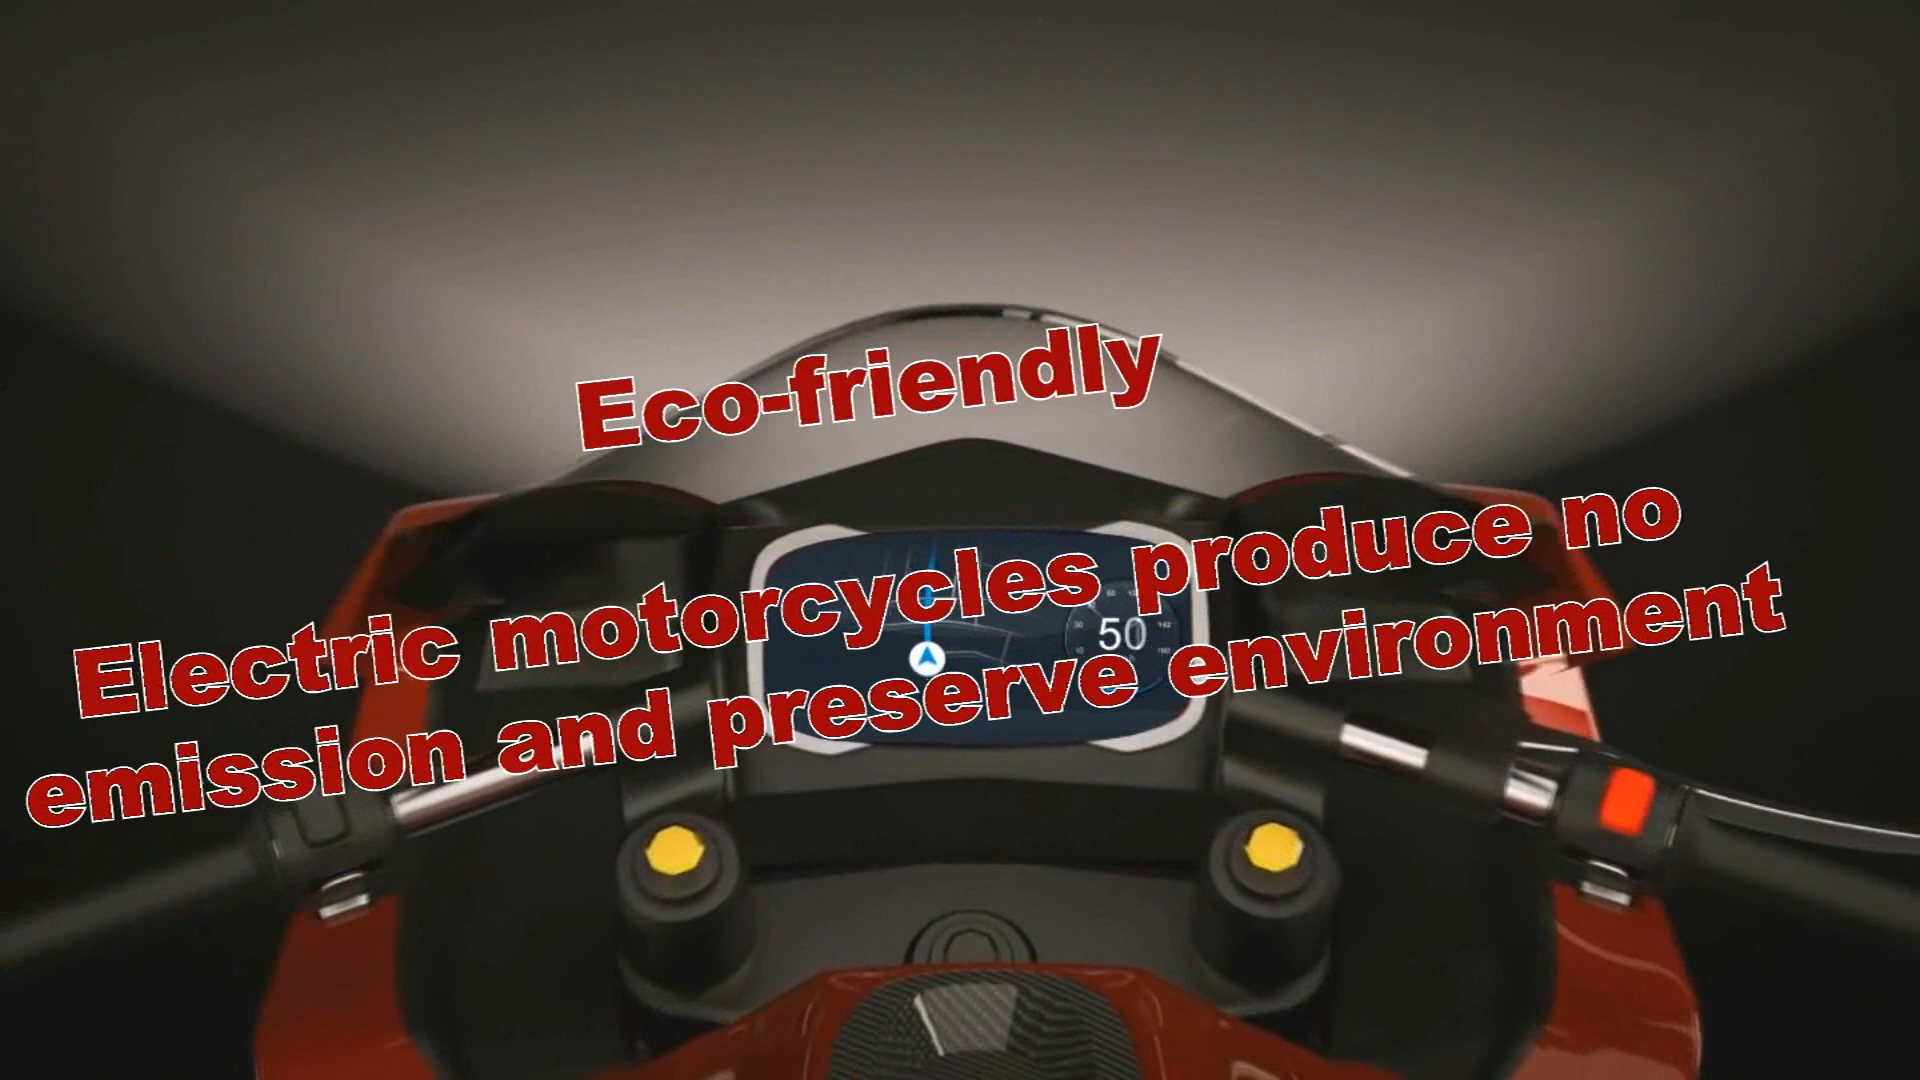 Eco-friendly
Electric motorcycles produce no
emission and preserve environment
50